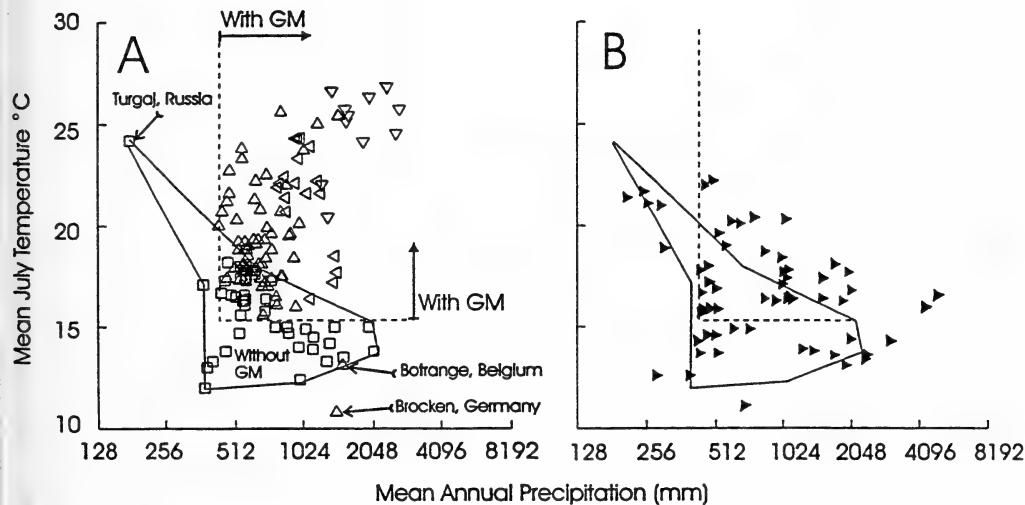 30
25
20
15
10
Mean July Temperature °C
A
With GM
Turgaj, Russia
With GM
Without
GM
Botrange, Belgium
Brocken, Germany
128 256 512 1024 2048 4096 8192
B
128 256 512 1024 2048 4096 8192
Mean Annual Precipitation (mm)